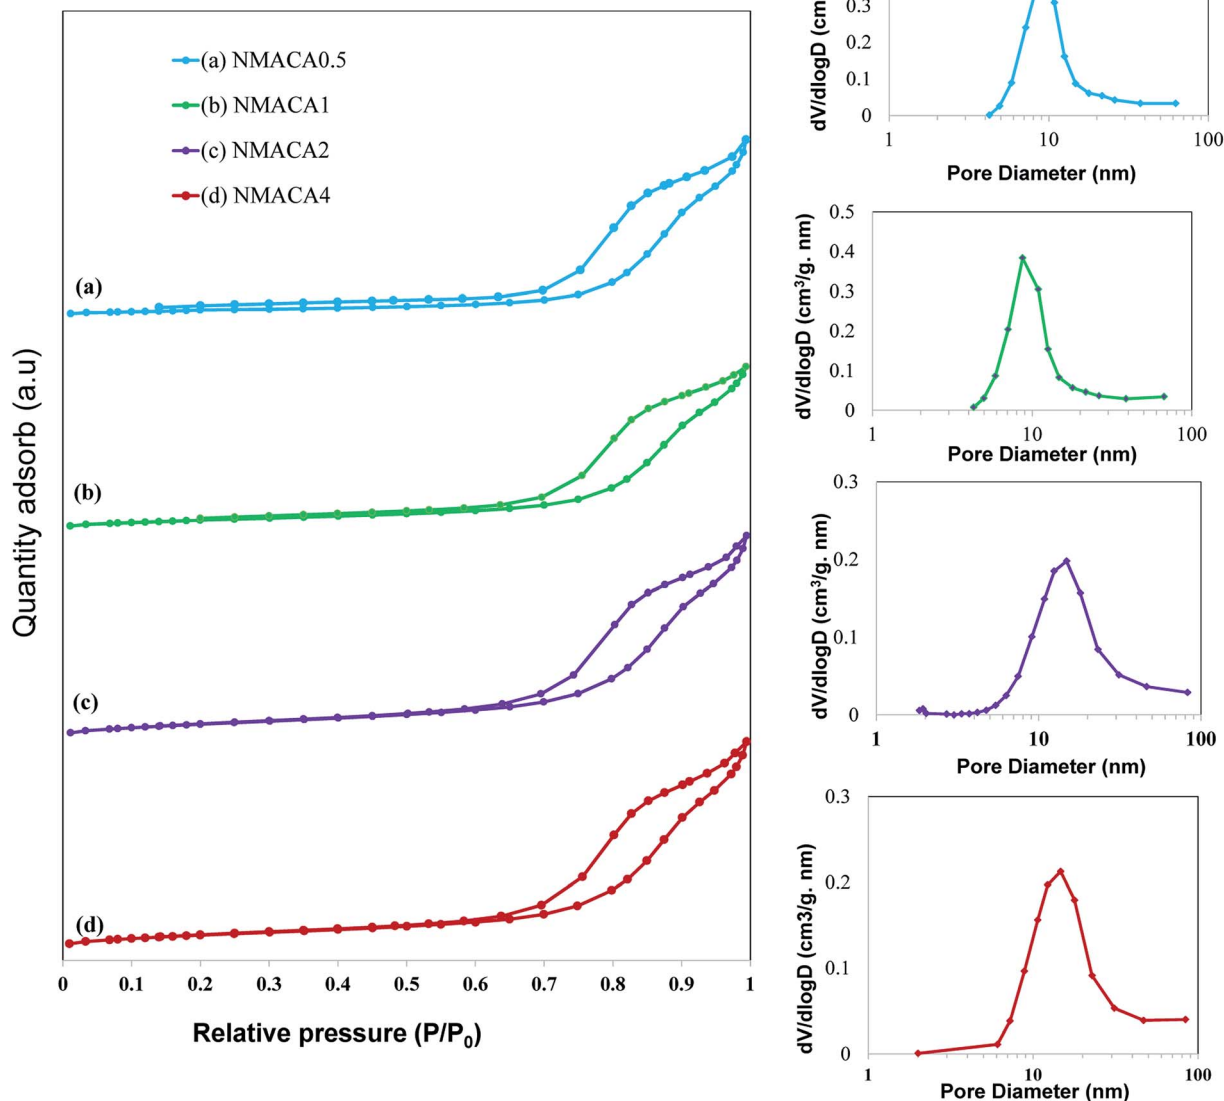 (a) NMACA0.5
(b) NMACA1
(c) NMACA2
(d) NMACA4
(a)
(b)
(c)
(d)
Quantity adsorb (a.u)
0 0.1 0.2 0.3 0.4 0.5 0.6 0.7 0.8 0.9 1
Relative pressure (P/P₀)
dV/dlogD (cm
0.3
0.2
0.1
0
1 10 100
Pore Diameter (nm)
dV/dlogD (cm³/g. nm)
0.5
0.4
0.3
0.2
0.1
0
1 10 100
Pore Diameter (nm)
dV/dlogD (cm³/g. nm)
0.3
0.2
0.1
0
1 10 100
Pore Diameter (nm)
dV/dlogD (cm3/g. nm)
0.3
0.2
0.1
0
1 10 100
Pore Diameter (nm)